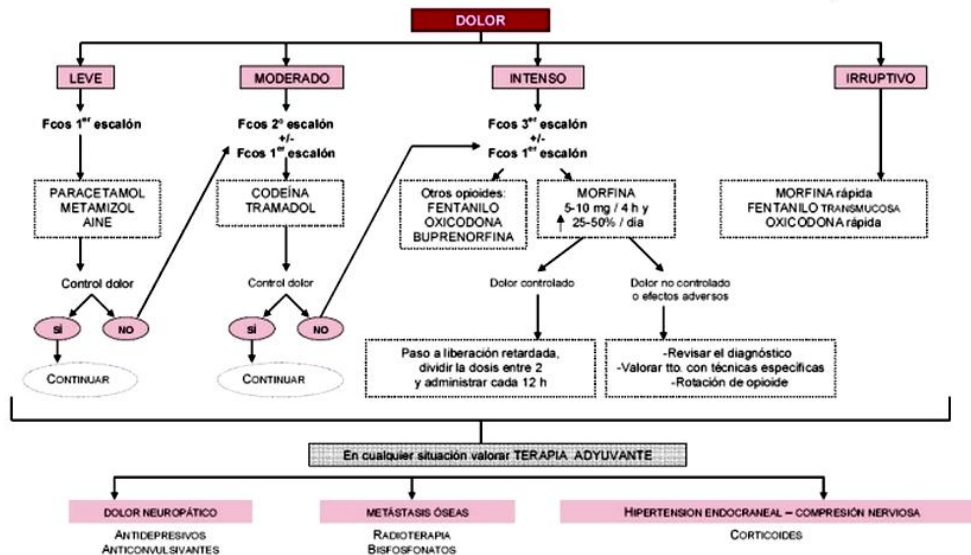 DOLOR
LEVE
MODERADO
INTENSO
IRRUPTIVO
Fcos 1er escalón
Fcos 2º escalón
+/-
Fcos 1er escalón
Fcos 3er escalón
+/-
Fcos 1er escalón
PARACETAMOL
METAMIZOL
AINE
CODEÍNA
TRAMADOL
Otros opioides:
FENTANILO
OXICODONA
BUPRENORFINA
MORFINA
5-10 mg / 4 h y
↑ 25-50% / día
MORFINA rápida
FENTANILO TRANSMUCOSA
OXICODONA rápida
Control dolor
SÍ
NO
CONTINUAR
Control dolor
SÍ
NO
CONTINUAR
Dolor controlado
Dolor no controlado
o efectos adversos
Paso a liberación retardada,
dividir la dosis entre 2
y administrar cada 12 h
-Revisar el diagnóstico
-Valorar tto. con técnicas específicas
-Rotación de opioide
En cualquier situación valorar TERAPIA ADYUVANTE
DOLOR NEUROPÁTICO
ANTIDEPRESIVOS
ANTICONVULSIVANTES
METÁSTASIS ÓSEAS
RADIOTERAPIA
BISFOSFONATOS
HIPERTENSION ENDOCRANEAL – COMPRESIÓN NERVIOSA
CORTICOIDES